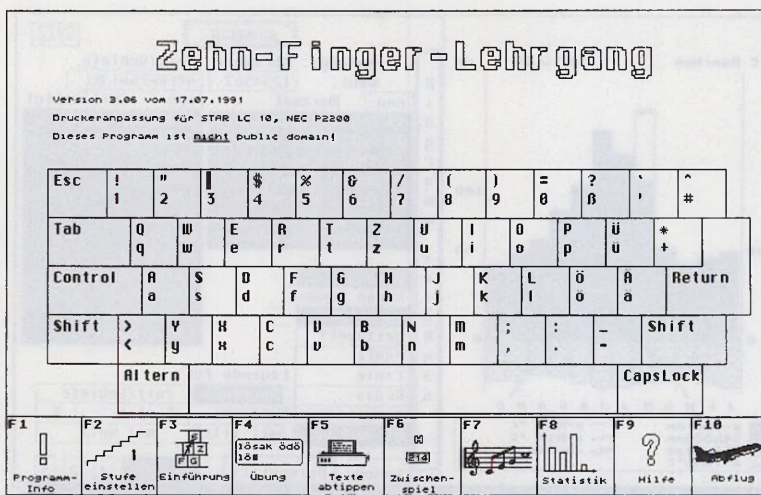 Zehn-Finger-Lehrgang
Version 3.06 vom 17.07.1991
Druckeranpassung für STAR LC 10, NEC P2200
Dieses Programm ist nicht public domain!
Esc ! " $ % & / ( ) = ? ` ^
1 2 3 4 5 6 7 8 9 0 ß ' #
Tab Q W E R T Z U I O P Ü *
q w e r t z u i o p ü +
Control A S D F G H J K L Ö Ä Return
a s d f g h j k l ö ä
Shift > Y X C V B N M ; : _ Shift
< y x c v b n m , . -
Altern CapsLock
F1 F2 F3 F4 F5 F6 F7 F8 F9 F10
Programm-Info
Stufe einstellen
Einführung
lösak ödö
lö
Übung
Texte abtippen
Zwischen-spiel
Statistik
Hilfe
Abflug